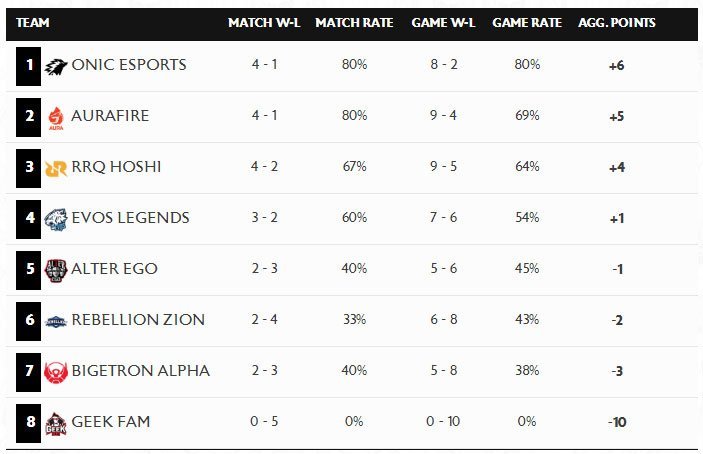 TEAM MATCH W-L MATCH RATE GAME W-L GAME RATE AGG. POINTS
1 ONIC ESPORTS 4 - 1 80% 8 - 2 80% +6
2 AURA AURAFIRE 4 - 1 80% 9 - 4 69% +5
3 RRQ HOSHI 4 - 2 67% 9 - 5 64% +4
4 EVOS LEGENDS 3 - 2 60% 7 - 6 54% +1
5 ALTER EGO 2 - 3 40% 5 - 6 45% -1
6 REBELLION ZION 2 - 4 33% 6 - 8 43% -2
7 BIGETRON ALPHA 2 - 3 40% 5 - 8 38% -3
8 GEEK GEEK FAM 0 - 5 0% 0 - 10 0% -10